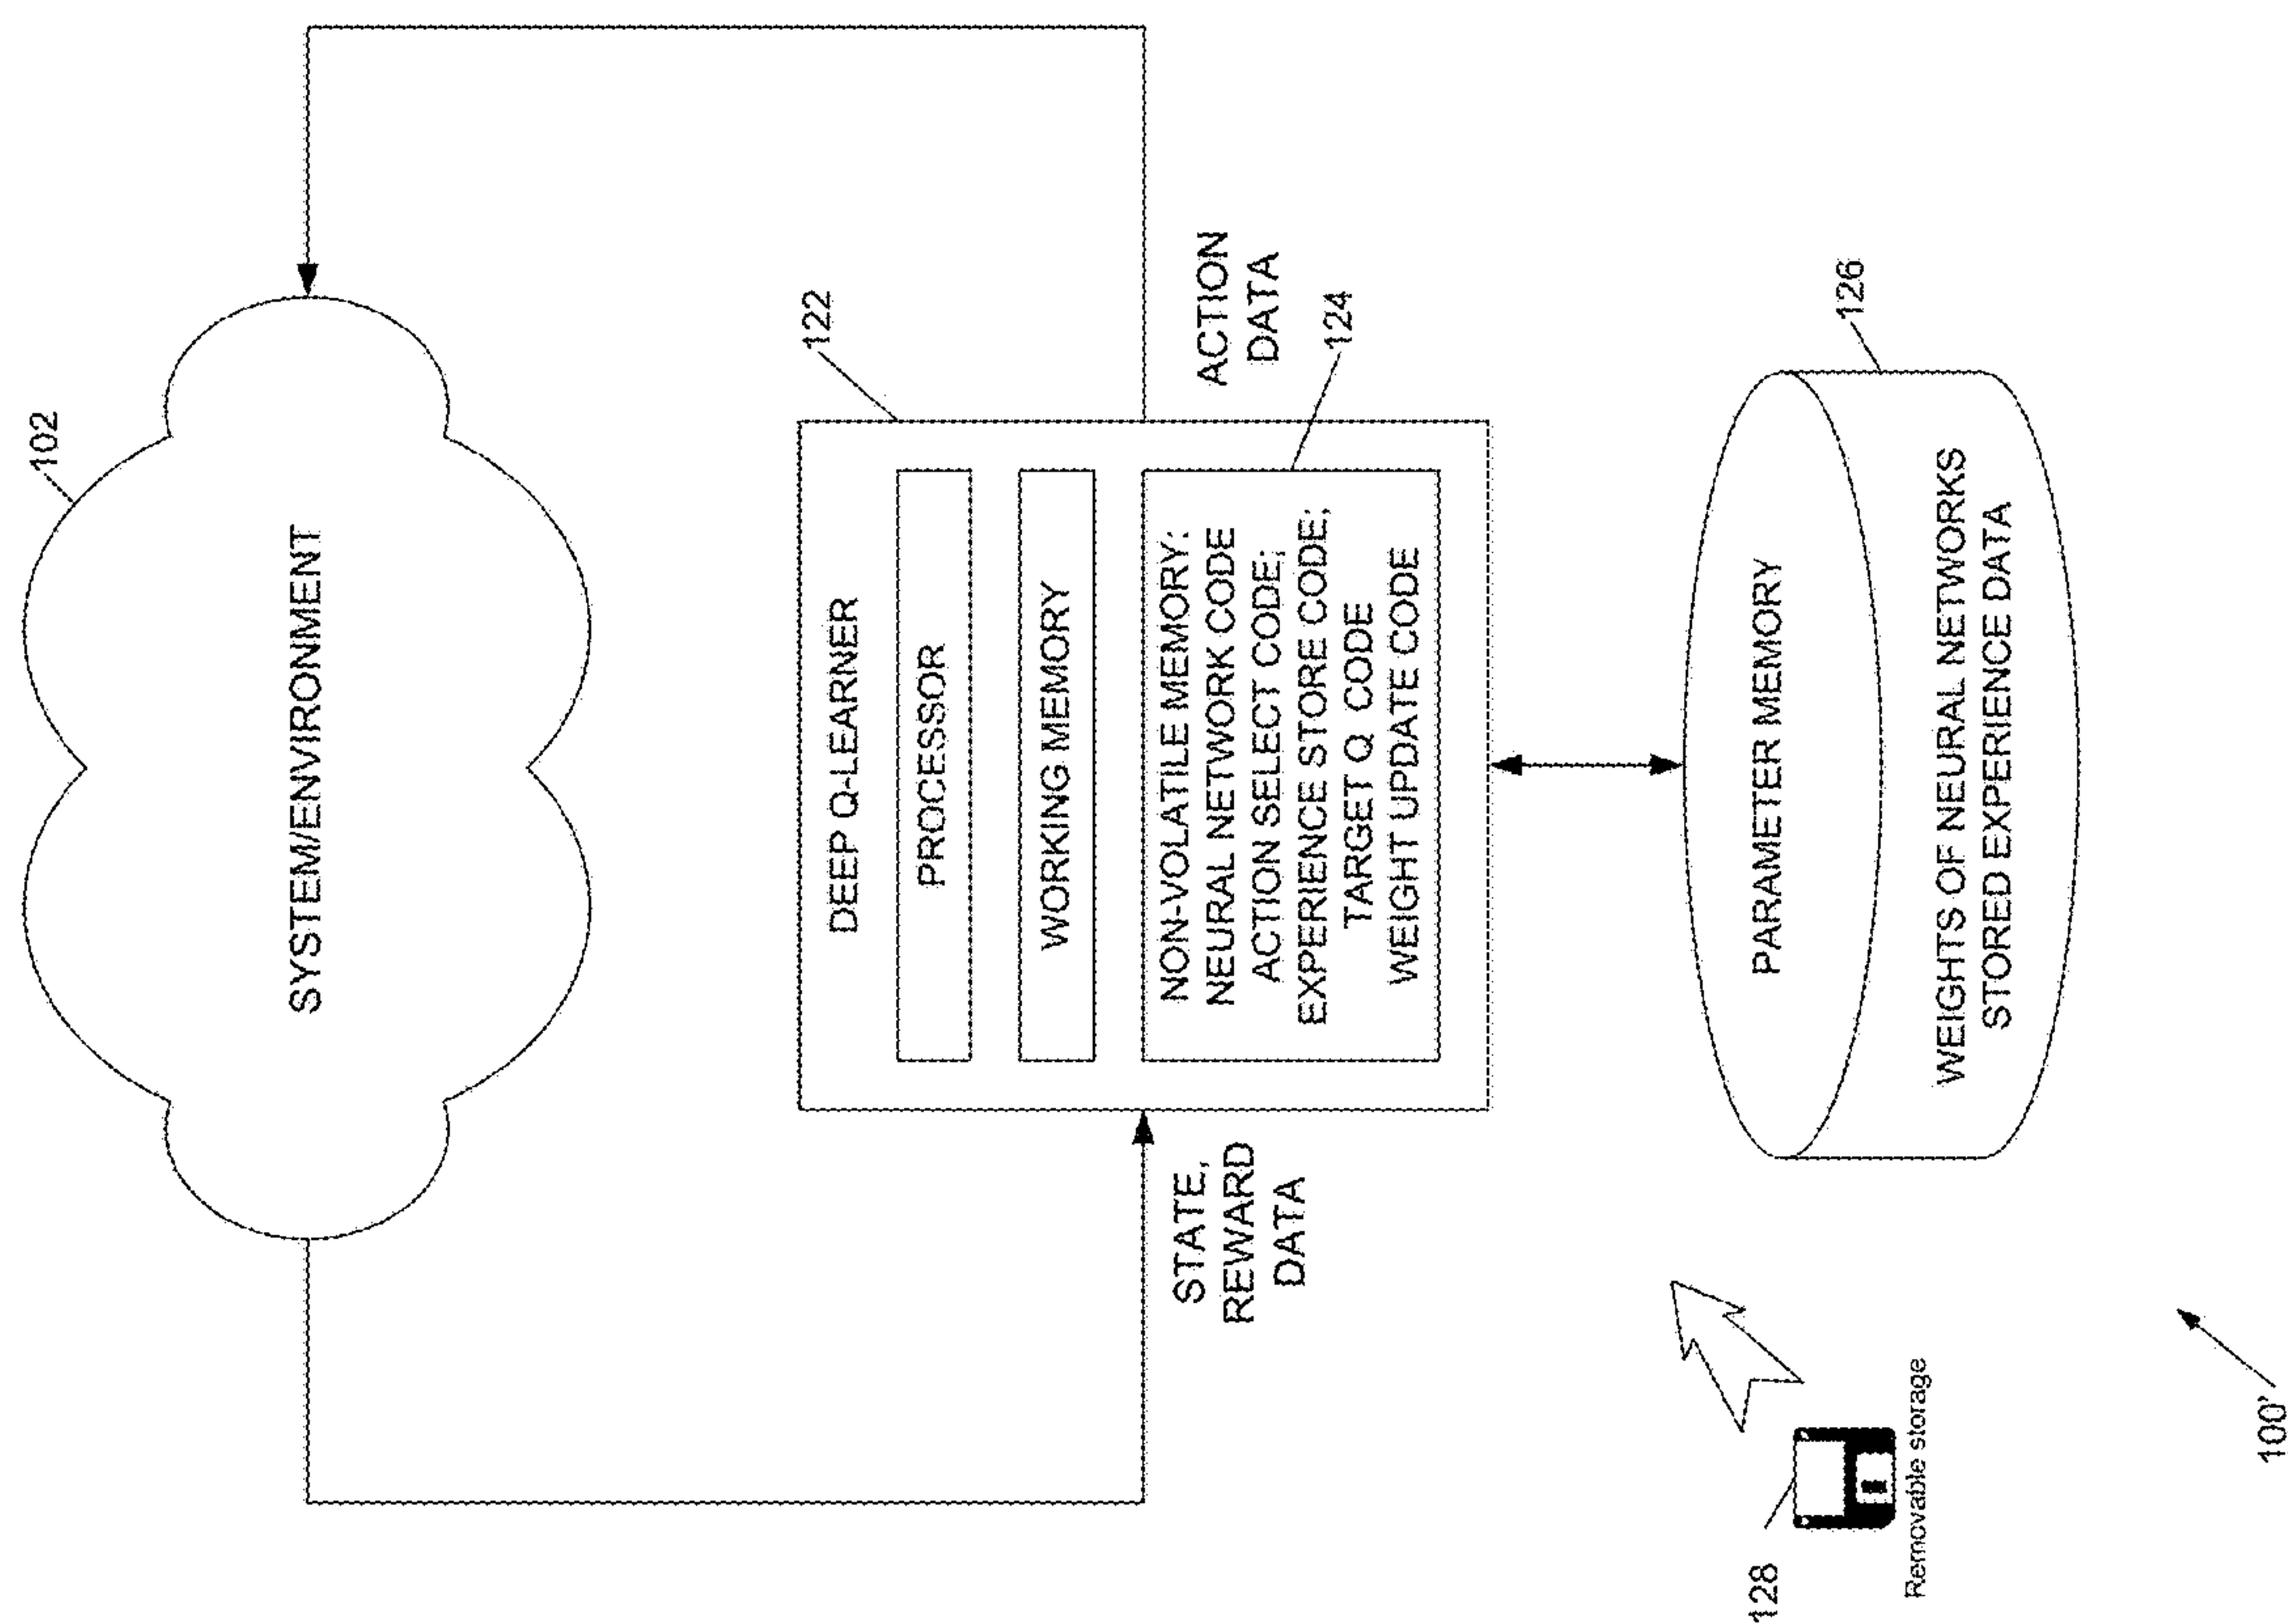 102
SYSTEM/ENVIRONMENT
122
DEEP Q-LEARNER
PROCESSOR
WORKING MEMORY
NON-VOLATILE MEMORY:
NEURAL NETWORK CODE
ACTION SELECT CODE;
EXPERIENCE STORE CODE;
TARGET Q CODE
WEIGHT UPDATE CODE
STATE,
REWARD
DATA
ACTION
DATA
124
126
PARAMETER MEMORY
WEIGHTS OF NEURAL NETWORKS
STORED EXPERIENCE DATA
128
Removable storage
100'